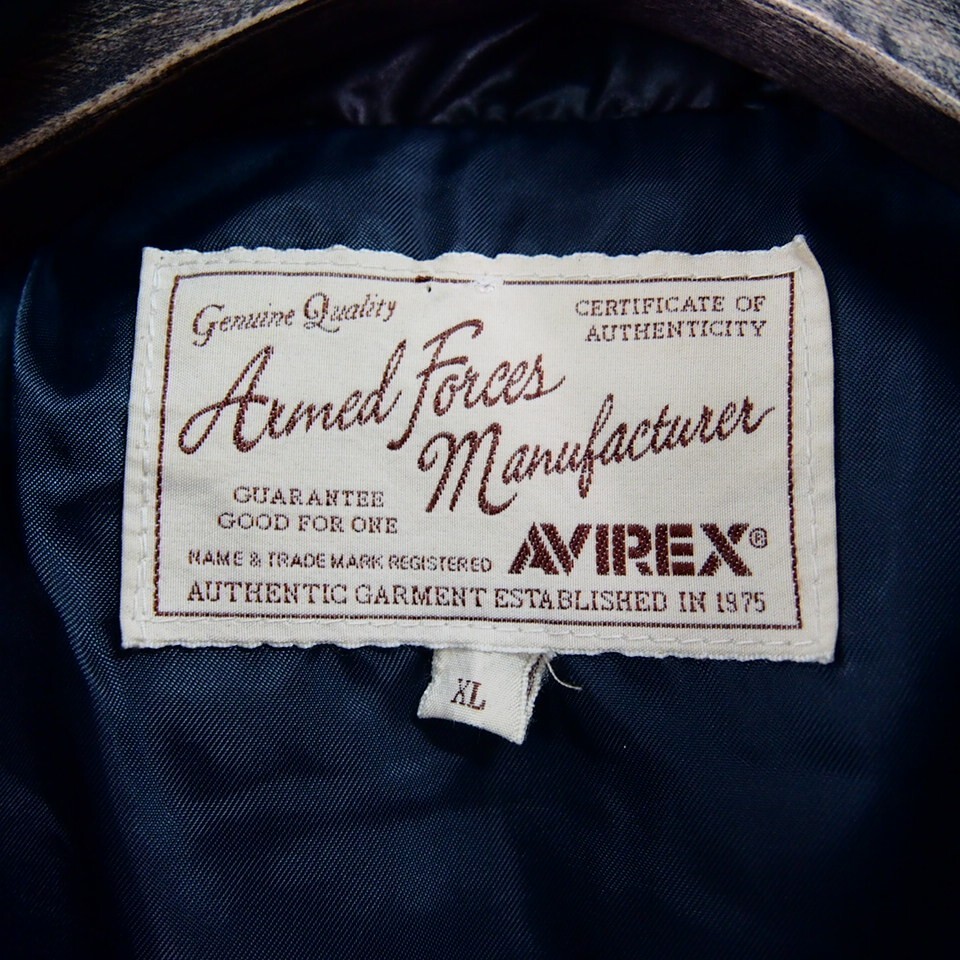 Genuine Quality
CERTIFICATE OF
AUTHENTICITY
Armed Forces
Manufacturer
GUARANTEE
GOOD FOR ONE
NAME & TRADE MARK REGISTERED
AVIREX®
AUTHENTIC GARMENT ESTABLISHED IN 1975
XL